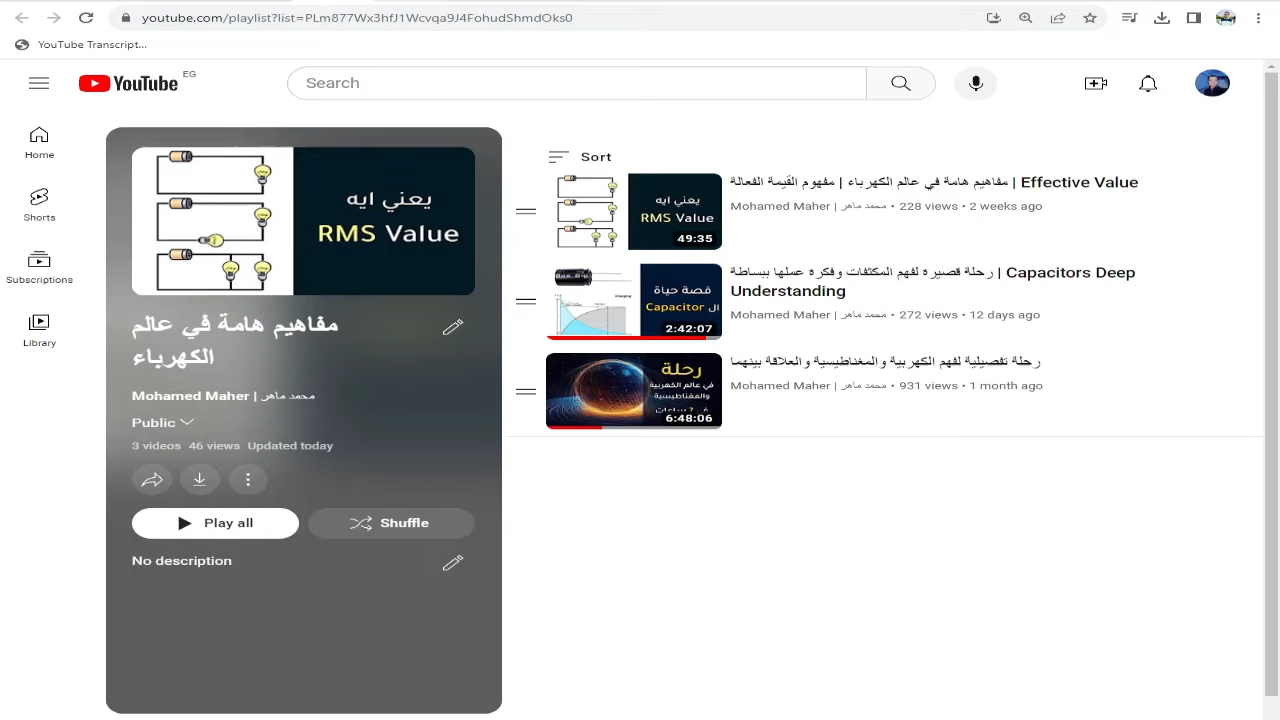 youtube.com/playlist?list=PLm877Wx3hfJ1Wdqqa9J4FohudShmdOks0
YouTube Transcript...
YouTube EG
Search
Home
Shorts
Subscriptions
Library
يعني ايه
RMS Value
مفاهيم هامة في عالم
الكهرباء
Mohamed Maher | محمد ماهر
Public
3 videos 46 views Updated today
Play all
Shuffle
No description
Sort
يعني ايه
RMS Value
49:35
مفاهيم هامة في عالم الكهرباء | مفهوم القيمة الفعالة | Effective Value
Mohamed Maher | محمد ماهر • 228 views • 2 weeks ago
قصة حياة
ال Capacitor
2:42:07
رحلة قصيرة لفهم المكثفات وفكرة عملها ببساطة | Capacitors Deep
Understanding
Mohamed Maher | محمد ماهر • 272 views • 12 days ago
رحلة
في عالم الكهربية
والمغناطيسية
6:48:06
رحلة تفصيلية لفهم الكهربية والمغناطيسية والعلاقة بينهما
Mohamed Maher | محمد ماهر • 931 views • 1 month ago